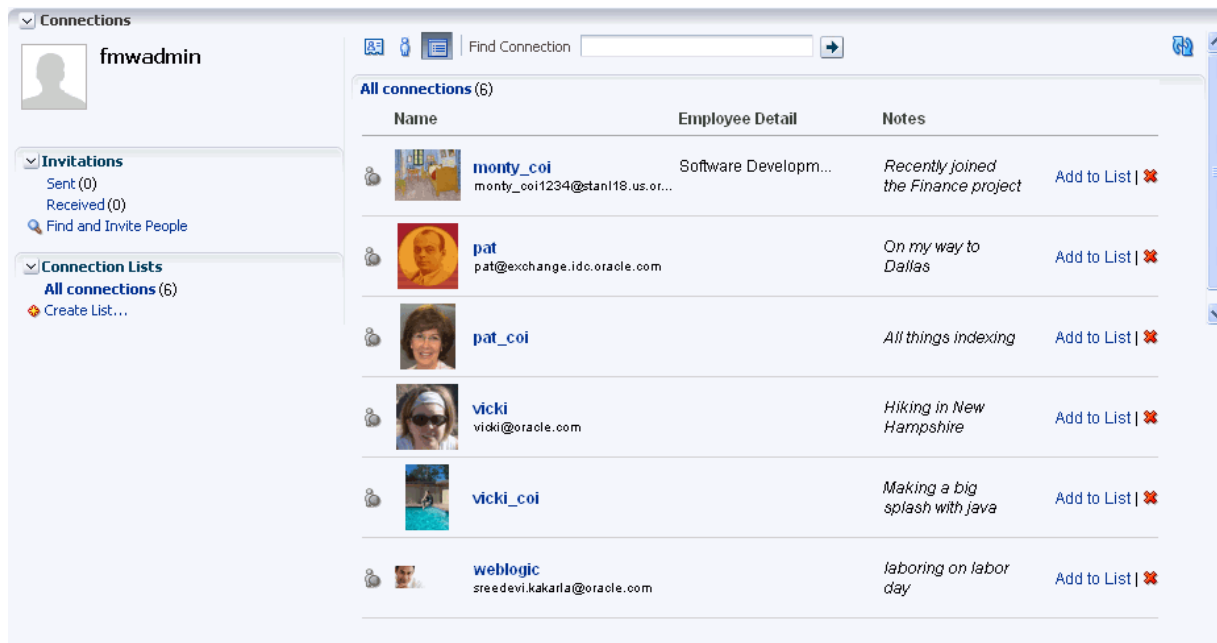 Connections
fmwadmin
Invitations
Sent (0)
Received (0)
Find and Invite People
Connection Lists
All connections (6)
Create List...
Find Connection
All connections (6)
Name Employee Detail Notes
monty_coi
monty_coi1234@stanl18.us.or...
Software Developm...
Recently joined
the Finance project
Add to List |
pat
pat@exchange.idc.oracle.com
On my way to
Dallas
Add to List |
pat_coi
All things indexing
Add to List |
vicki
vicki@oracle.com
Hiking in New
Hampshire
Add to List |
vicki_coi
Making a big
splash with java
Add to List |
weblogic
sreedevi.kakarla@oracle.com
laboring on labor
day
Add to List |